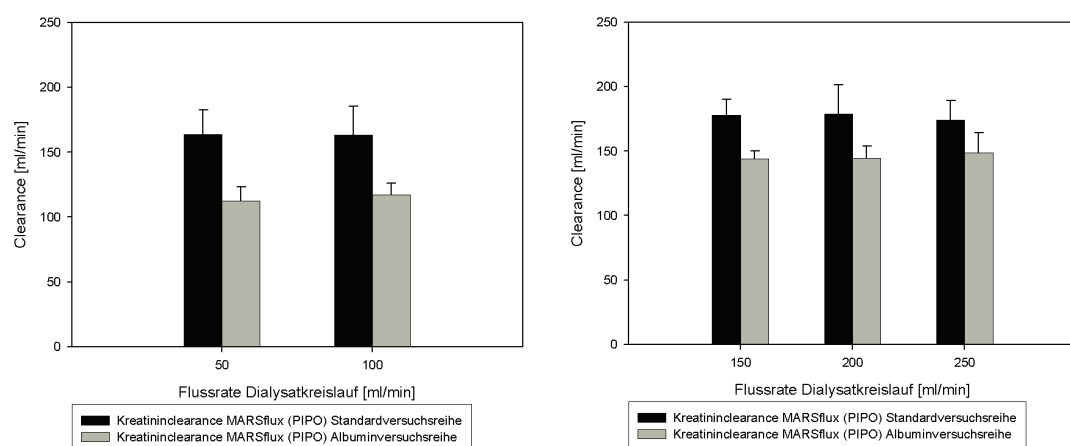 250
200
150
100
50
0
Clearance [ml/min]
50 100
Flussrate Dialysatkreislauf [ml/min]
Kreatininclearance MARSflux (PIPO) Standardversuchsreihe
Kreatininclearance MARSflux (PIPO) Albuminversuchsreihe
250
200
150
100
50
0
Clearance [ml/min]
150 200 250
Flussrate Dialysatkreislauf [ml/min]
Kreatininclearance MARSflux (PIPO) Standardversuchsreihe
Kreatininclearance MARSflux (PIPO) Albuminversuchsreihe